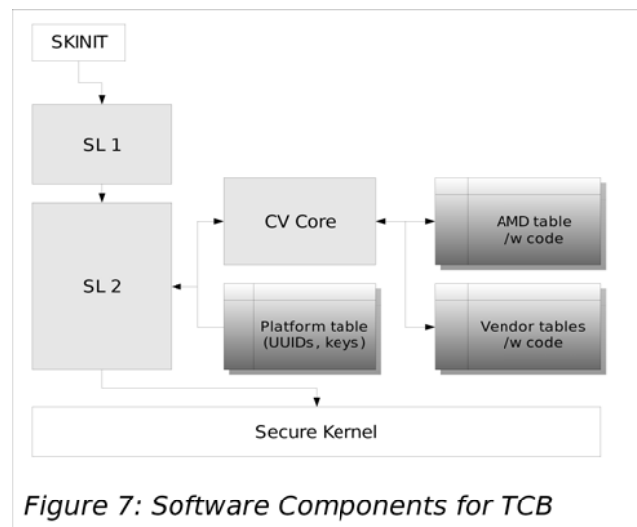 SKINIT
SL 1
SL 2
CV Core
AMD table
/w code
Platform table
(UUIDs, keys)
Vendor tables
/w code
Secure Kernel
Figure 7: Software Components for TCB